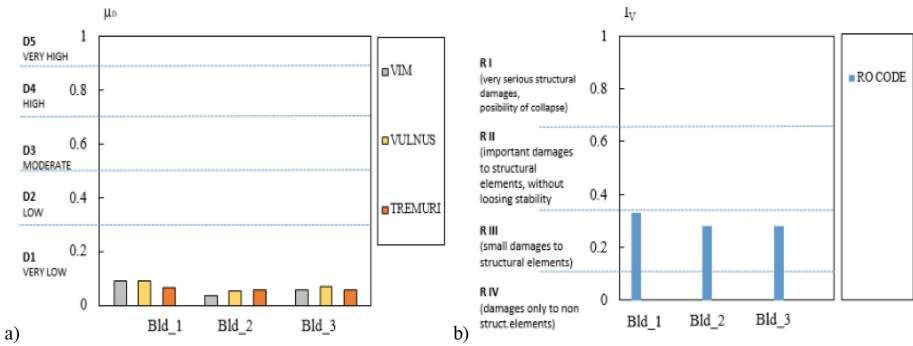 a)
μD
D5
VERY HIGH
D4
HIGH
D3
MODERATE
D2
LOW
D1
VERY LOW
1
0.8
0.6
0.4
0.2
0
Bld_1 Bld_2 Bld_3
VIM
VULNUS
TREMURI
b)
IV
R I
(very serious structural
damages,
posibility of collapse)
R II
(important damages
to structural
elements, without
loosing stability
R III
(small damages to
structural elements)
R IV
(damages only to non
struct.elements)
1
0.8
0.6
0.4
0.2
0
Bld_1 Bld_2 Bld_3
RO CODE